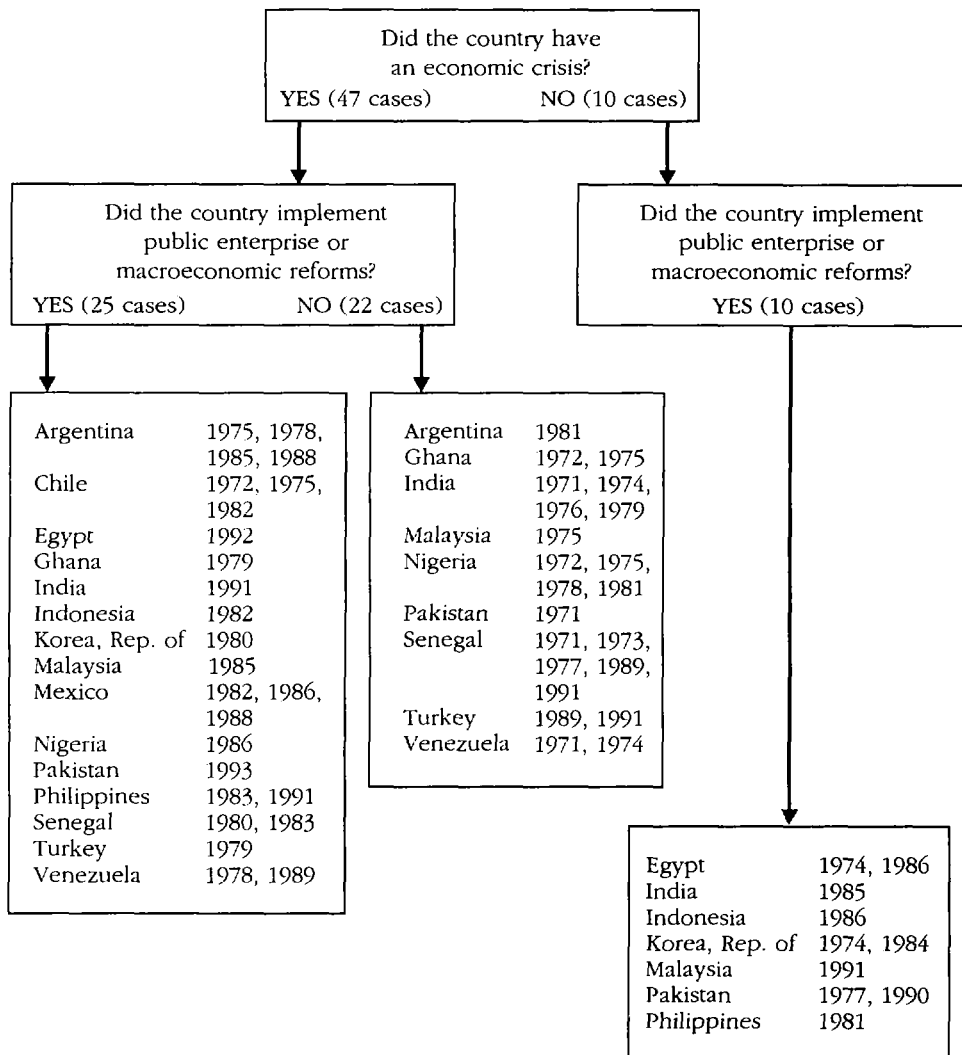 Did the country have
an economic crisis?
YES (47 cases) NO (10 cases)
Did the country implement
public enterprise or
macroeconomic reforms?
YES (25 cases) NO (22 cases)
Did the country implement
public enterprise or
macroeconomic reforms?
YES (10 cases)
Argentina 1975, 1978,
1985, 1988
Chile 1972, 1975,
1982
Egypt 1992
Ghana 1979
India 1991
Indonesia 1982
Korea, Rep. of 1980
Malaysia 1985
Mexico 1982, 1986,
1988
Nigeria 1986
Pakistan 1993
Philippines 1983, 1991
Senegal 1980, 1983
Turkey 1979
Venezuela 1978, 1989
Argentina 1981
Ghana 1972, 1975
India 1971, 1974,
1976, 1979
Malaysia 1975
Nigeria 1972, 1975,
1978, 1981
Pakistan 1971
Senegal 1971, 1973,
1977, 1989,
1991
Turkey 1989, 1991
Venezuela 1971, 1974
Egypt 1974, 1986
India 1985
Indonesia 1986
Korea, Rep. of 1974, 1984
Malaysia 1991
Pakistan 1977, 1990
Philippines 1981